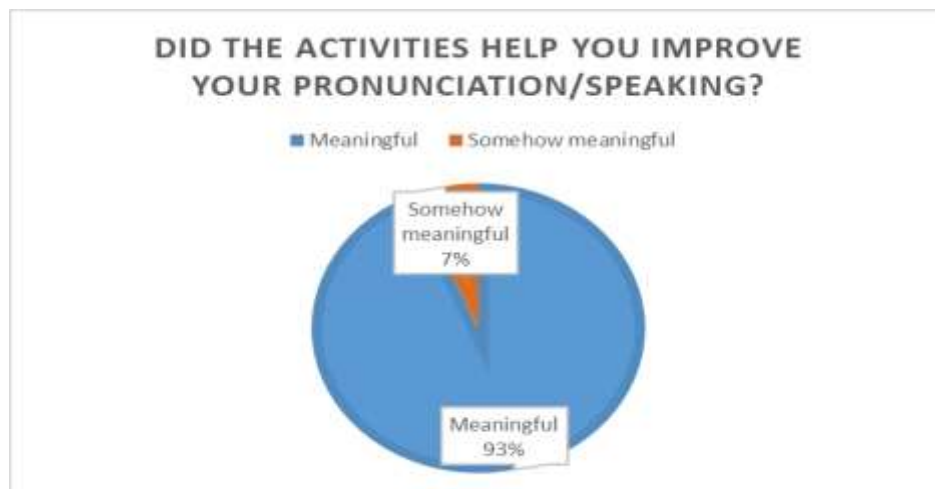 DID THE ACTIVITIES HELP YOU IMPROVE
YOUR PRONUNCIATION/SPEAKING?
Meaningful
Somehow meaningful
Somehow
meaningful
7%
Meaningful
93%